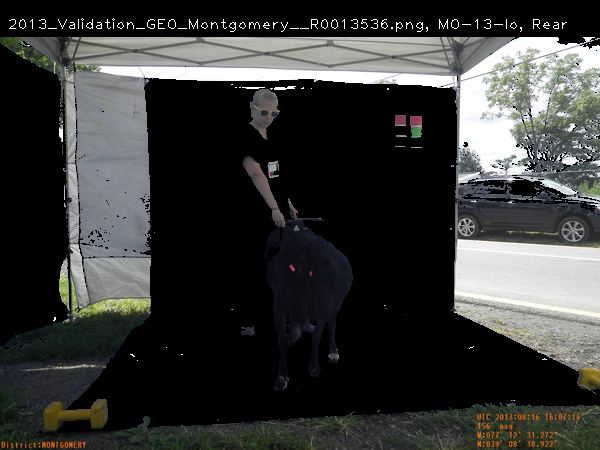 2013_Validation_GEO_Montgomery__R0013536.png, MO-13-lo, Rear
UTC 2013:08:16 16:07:14
156° mag
W:077° 12' 31.272"
N:039° 08' 38.922"
District:MONTGOMERY